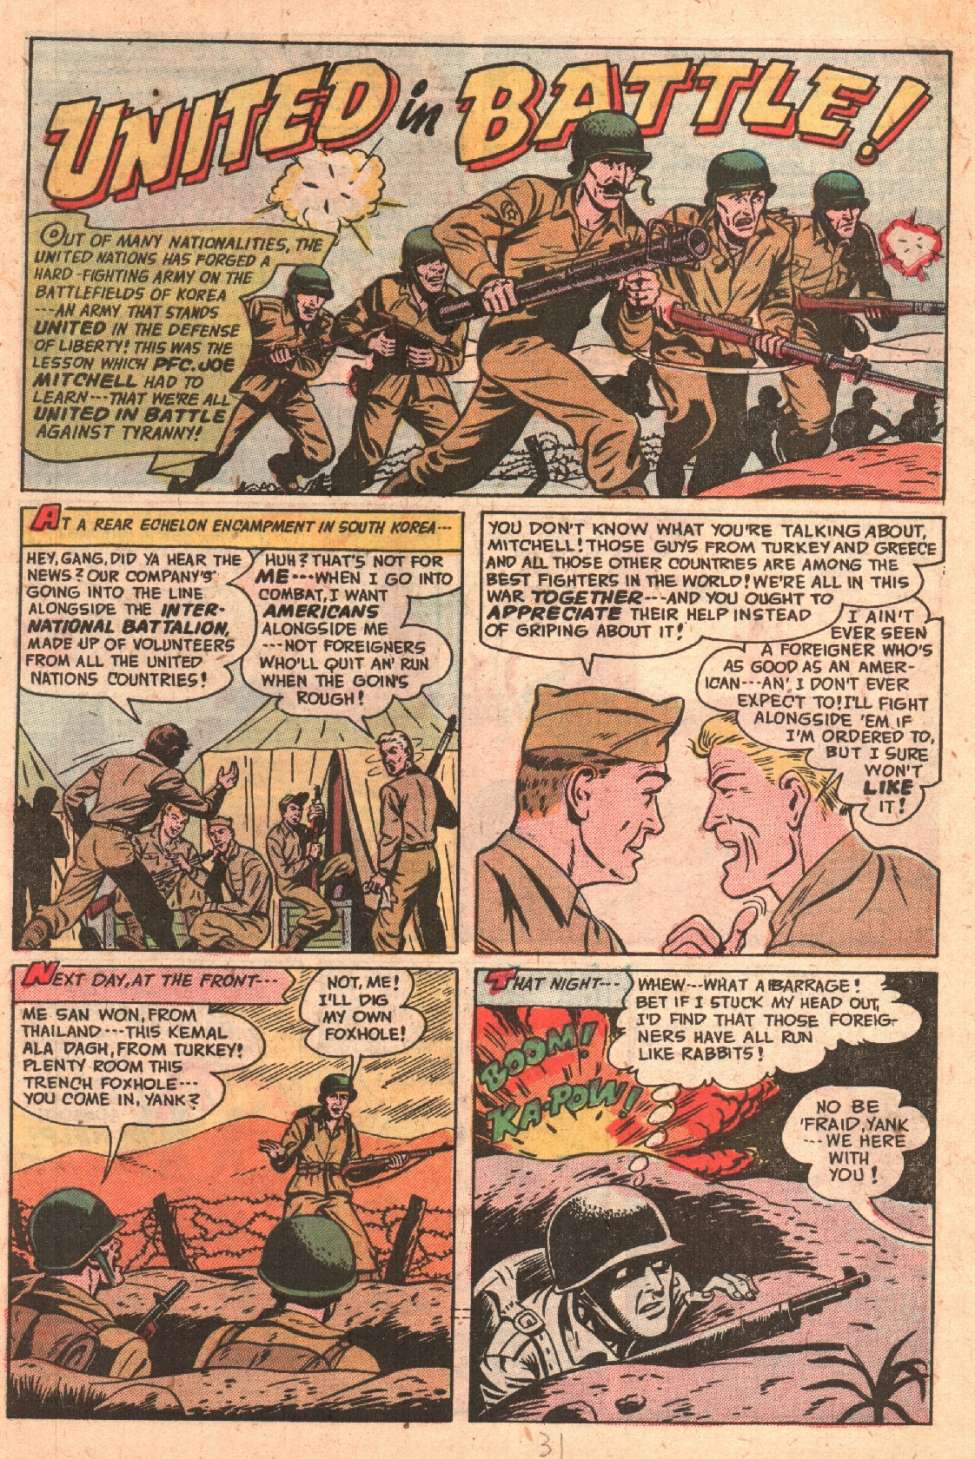 UNITED in BATTLE!
OUT OF MANY NATIONALITIES, THE
UNITED NATIONS HAS FORGED A
HARD-FIGHTING ARMY ON THE
BATTLEFIELDS OF KOREA
---AN ARMY THAT STANDS
UNITED IN THE DEFENSE
OF LIBERTY! THIS WAS THE
LESSON WHICH PFC. JOE
MITCHELL HAD TO
LEARN---THAT WE'RE ALL
UNITED IN BATTLE
AGAINST TYRANNY!
AT A REAR ECHELON ENCAMPMENT IN SOUTH KOREA---
HEY, GANG, DID YA HEAR THE
NEWS? OUR COMPANY'S
GOING INTO THE LINE
ALONGSIDE THE INTER-
NATIONAL BATTALION,
MADE UP OF VOLUNTEERS
FROM ALL THE UNITED
NATIONS COUNTRIES!
HUH? THAT'S NOT FOR
ME---WHEN I GO INTO
COMBAT, I WANT
AMERICANS
ALONGSIDE ME
---NOT FOREIGNERS
WHO'LL QUIT AN' RUN
WHEN THE GOIN'S
ROUGH!
YOU DON'T KNOW WHAT YOU'RE TALKING ABOUT,
MITCHELL! THOSE GUYS FROM TURKEY AND GREECE
AND ALL THOSE OTHER COUNTRIES ARE AMONG THE
BEST FIGHTERS IN THE WORLD! WE'RE ALL IN THIS
WAR TOGETHER---AND YOU OUGHT TO
APPRECIATE THEIR HELP INSTEAD
OF GRIPING ABOUT IT!
I AIN'T
EVER SEEN
A FOREIGNER WHO'S
AS GOOD AS AN AMER-
ICAN---AN' I DON'T EVER
EXPECT TO! I'LL FIGHT
ALONGSIDE 'EM IF
I'M ORDERED TO,
BUT I SURE
WON'T
LIKE
IT!
NEXT DAY, AT THE FRONT---
ME SAN WON, FROM
THAILAND---THIS KEMAL
ALA DAGH, FROM TURKEY!
PLENTY ROOM THIS
TRENCH FOXHOLE---
YOU COME IN, YANK?
NOT, ME!
I'LL DIG
MY OWN
FOXHOLE!
THAT NIGHT---
WHEW---WHAT A BARRAGE!
BET IF I STUCK MY HEAD OUT,
I'D FIND THAT THOSE FOREIG-
NERS HAVE ALL RUN
LIKE RABBITS!
BOOM!
KA-POW!
NO BE
'FRAID, YANK
---WE HERE
WITH
YOU!
31